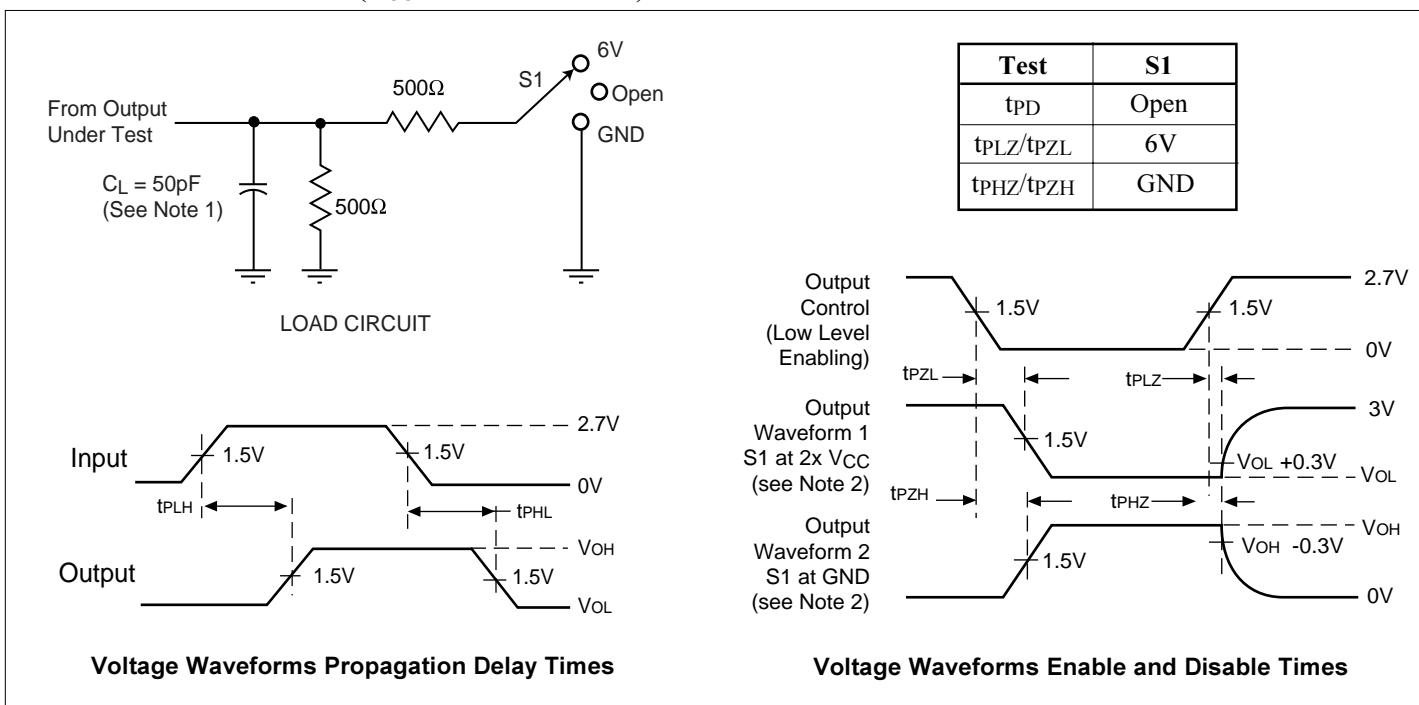 6V
S1
500Ω
Open
From Output
Under Test
GND
CL = 50pF
(See Note 1)
500Ω
LOAD CIRCUIT
Test S1
tPD Open
tPLZ/tPZL 6V
tPHZ/tPZH GND
Input
2.7V
1.5V
1.5V
0V
tPLH
tPHL
Output
VOH
1.5V
1.5V
VOL
Voltage Waveforms Propagation Delay Times
Output
Control
(Low Level
Enabling)
2.7V
1.5V
1.5V
0V
tPZL
tPLZ
Output
Waveform 1
S1 at 2x VCC
(see Note 2)
3V
1.5V
VOL +0.3V
VOL
tPZH
tPHZ
Output
Waveform 2
S1 at GND
(see Note 2)
VOH
VOH -0.3V
1.5V
0V
Voltage Waveforms Enable and Disable Times